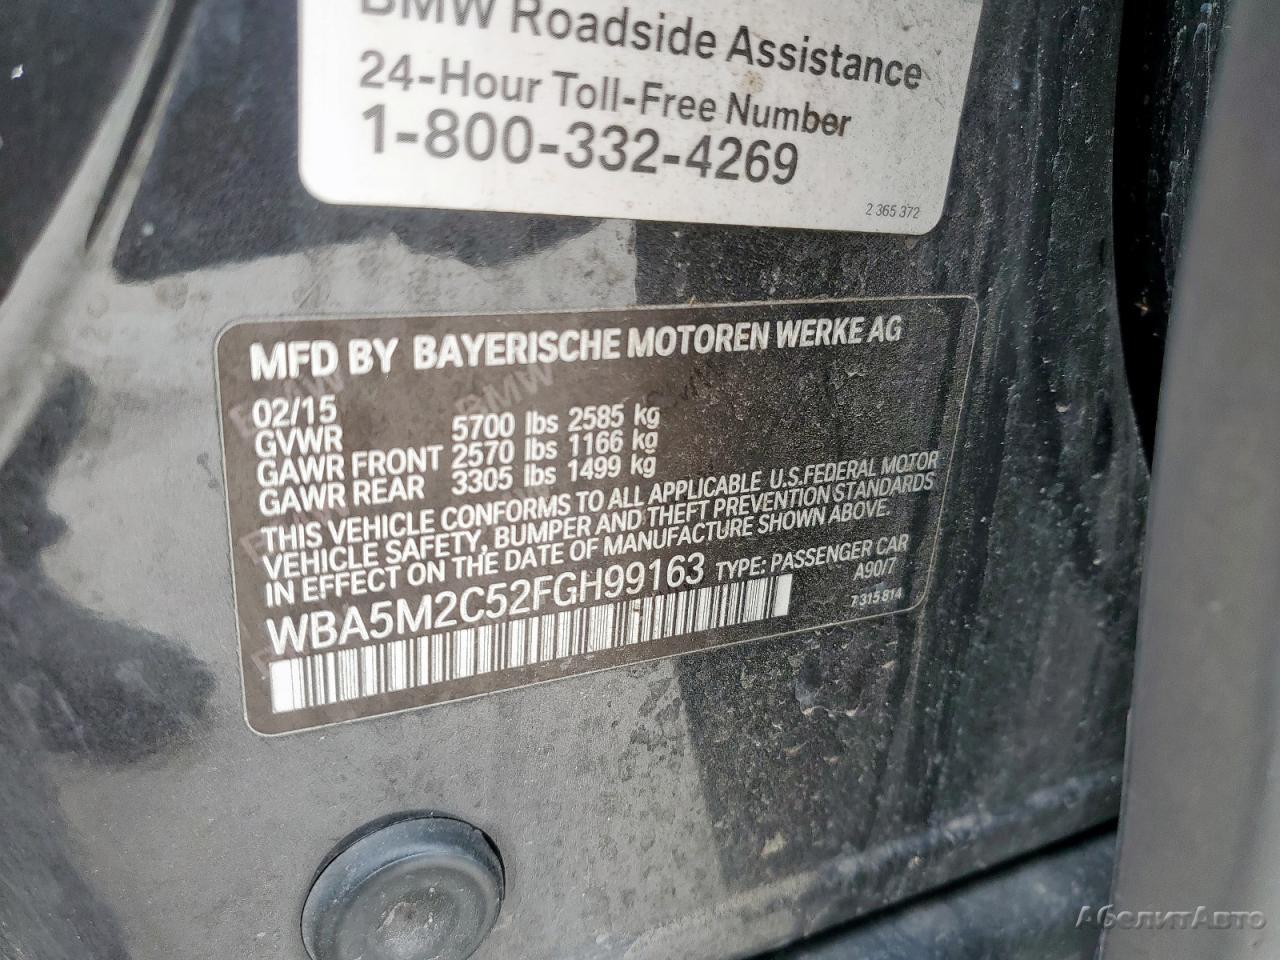 BMW Roadside Assistance
24-Hour Toll-Free Number
1-800-332-4269
2 365 372
MFD BY BAYERISCHE MOTOREN WERKE AG
02/15
GVWR 5700 lbs 2585 kg
GAWR FRONT 2570 lbs 1166 kg
GAWR REAR 3305 lbs 1499 kg
THIS VEHICLE CONFORMS TO ALL APPLICABLE U.S.FEDERAL MOTOR
VEHICLE SAFETY, BUMPER AND THEFT PREVENTION STANDARDS
IN EFFECT ON THE DATE OF MANUFACTURE SHOWN ABOVE.
WBA5M2C52FGH99163 TYPE: PASSENGER CAR
A90/7
7 315 814
АбелитАвто